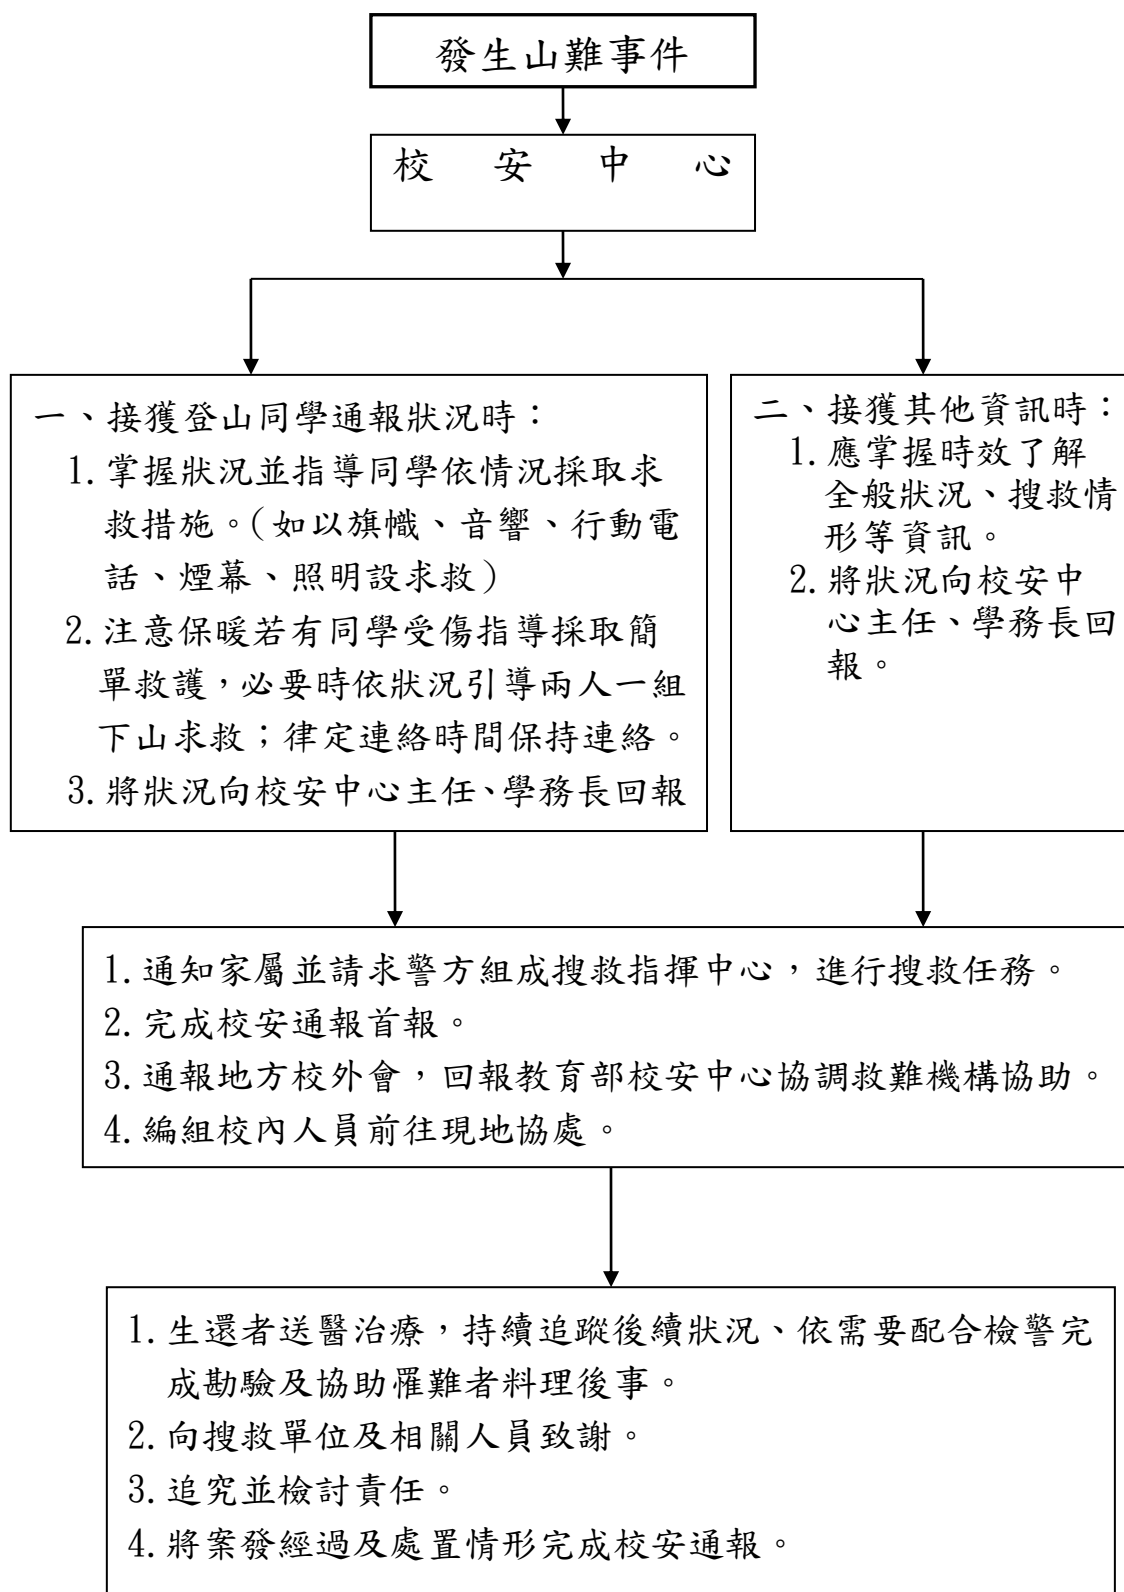 發生山難事件
校安中心
一、接獲登山同學通報狀況時：
1.掌握狀況並指導同學依情況採取求
救措施。(如以旗幟、音響、行動電
話、煙幕、照明設求救)
2.注意保暖若有同學受傷指導採取簡
單救護，必要時依狀況引導兩人一組
下山求救；律定連絡時間保持連絡。
3.將狀況向校安中心主任、學務長回報
二、接獲其他資訊時：
1.應掌握時效了解
全般狀況、搜救情
形等資訊。
2.將狀況向校安中
心主任、學務長回
報。
1.通知家屬並請求警方組成搜救指揮中心，進行搜救任務。
2.完成校安通報首報。
3.通報地方校外會，回報教育部校安中心協調救難機構協助。
4.編組校內人員前往現地協處。
1.生還者送醫治療，持續追蹤後續狀況、依需要配合檢警完
成勘驗及協助罹難者料理後事。
2.向搜救單位及相關人員致謝。
3.追究並檢討責任。
4.將案發經過及處置情形完成校安通報。